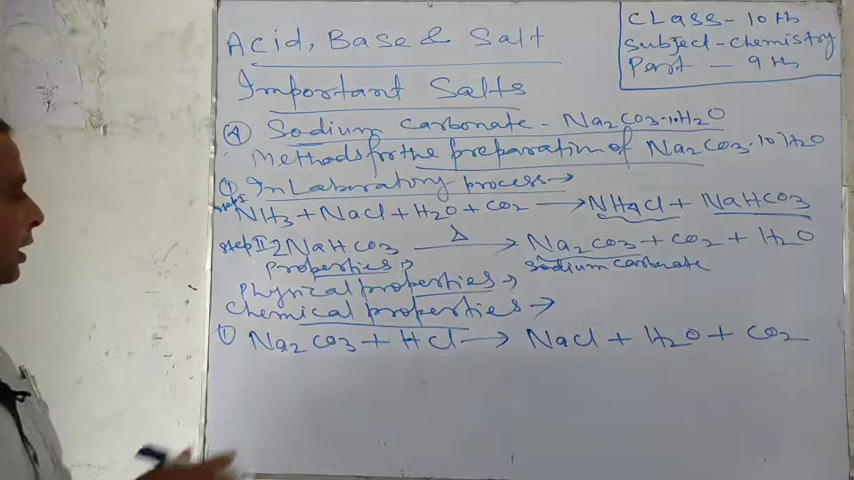 CLass - 10th
Subject - chemistry
Part - 9th
Acid, Base & Salt
Important Salts
(A) Sodium carbonate - Na2CO3.10H2O
Methods for the preparation of Na2CO3.10H2O
(1) In Laboratory process →
step I NH3 + NaCl + H2O + CO2 → NH4Cl + NaHCO3
step II 2NaHCO3 —Δ→ Na2CO3 + CO2 + H2O
sodium carbonate
properties →
Physical properties →
Chemical properties →
(1) Na2CO3 + HCl → NaCl + H2O + CO2